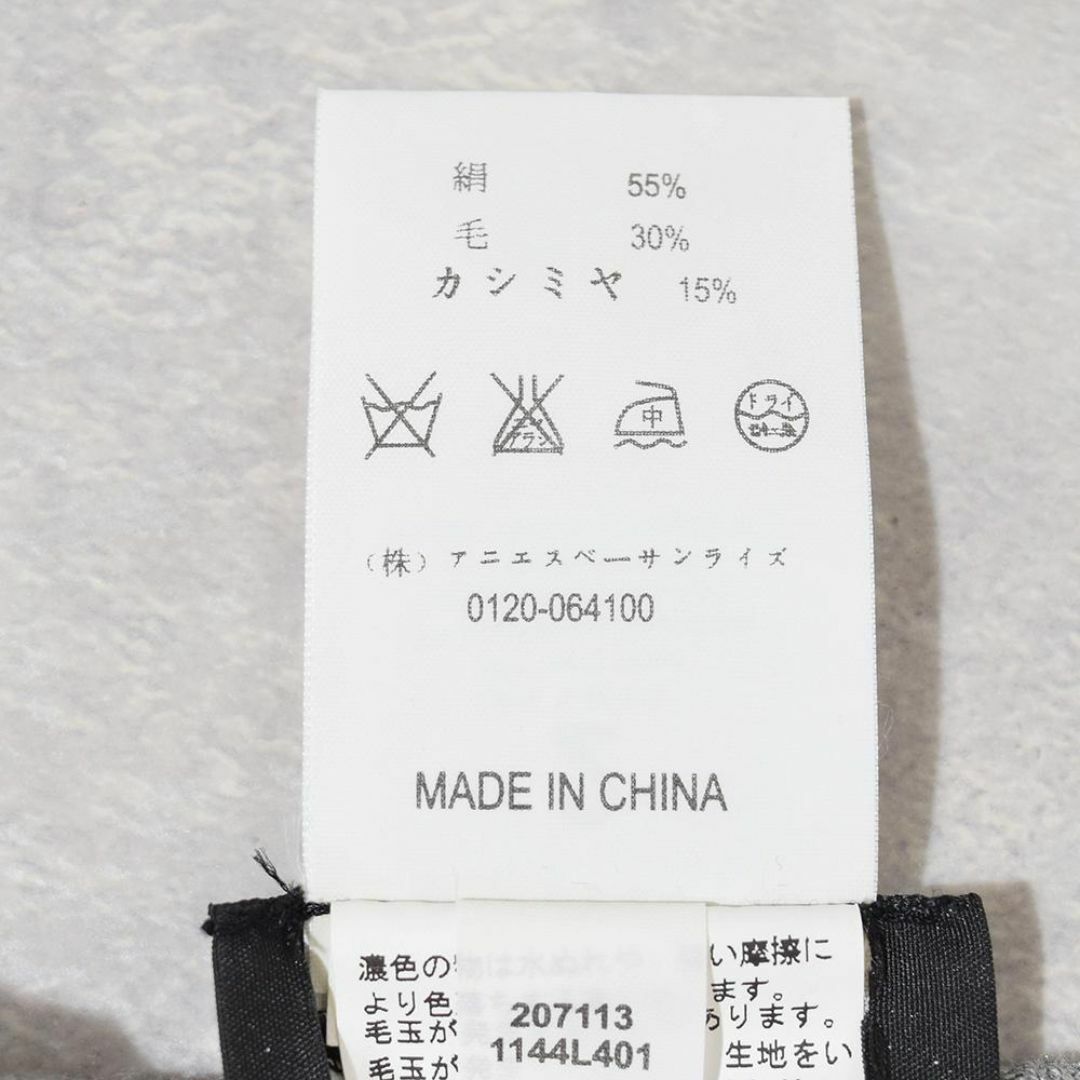 絹 55%
毛 30%
カシミヤ 15%
中
ドライ
(株)アニエスベーサンライズ
0120-064100
MADE IN CHINA
濃色の い摩擦に
より色 ます。
毛玉が あります。
毛玉が 生地をい
207113
1144L401